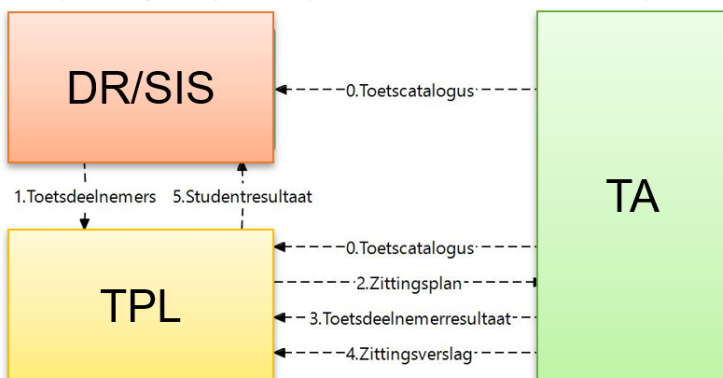 DR/SIS
0.Toetscatalogus
TA
1.Toetsdeelnemers
5.Studentresultaat
TPL
0.Toetscatalogus
2.Zittingsplan
3.Toetsdeelnemerresultaat
4.Zittingsverslag